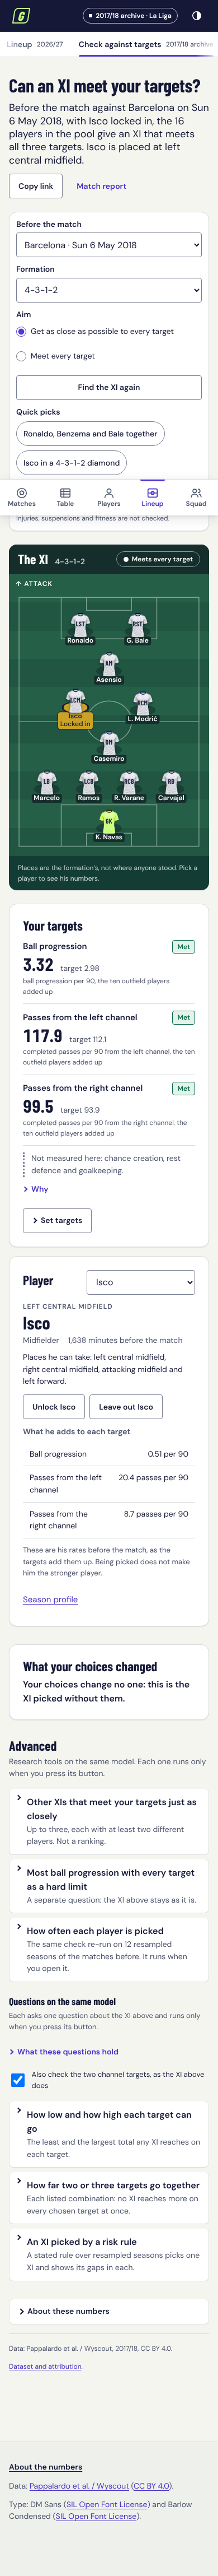 2017/18 archive · La Liga
Lineup 2026/27 Check against targets 2017/18 archive
Can an XI meet your targets?
Before the match against Barcelona on Sun
6 May 2018, with Isco locked in, the 16
players in the pool give an XI that meets
all three targets. Isco is placed at left
central midfield.
Copy link Match report
Before the match
Barcelona · Sun 6 May 2018
Formation
4-3-1-2
Aim
Get as close as possible to every target
Meet every target
Find the XI again
Quick picks
Ronaldo, Benzema and Bale together
Isco in a 4-3-1-2 diamond
Matches Table Players Lineup Squad
Injuries, suspensions and fitness are not checked.
The XI 4-3-1-2 Meets every target
↑ ATTACK
LST RST
Ronaldo G. Bale
AM
Asensio
LCM RCM
Isco
Locked in
L. Modrić
DM
Casemiro
LB LCB RCB RB
Marcelo Ramos R. Varane Carvajal
GK
K. Navas
Places are the formation's, not where anyone stood. Pick a
player to see his numbers.
Your targets
Ball progression Met
3.32 target 2.98
ball progression per 90, the ten outfield players
added up
Passes from the left channel Met
117.9 target 112.1
completed passes per 90 from the left channel, the ten
outfield players added up
Passes from the right channel Met
99.5 target 93.9
completed passes per 90 from the right channel, the
ten outfield players added up
Not measured here: chance creation, rest
defence and goalkeeping.
Why
Set targets
Player Isco
LEFT CENTRAL MIDFIELD
Isco
Midfielder 1,638 minutes before the match
Places he can take: left central midfield,
right central midfield, attacking midfield and
left forward.
Unlock Isco Leave out Isco
What he adds to each target
Ball progression 0.51 per 90
Passes from the left
channel
20.4 passes per 90
Passes from the
right channel
8.7 passes per 90
These are his rates before the match, as the
targets add them up. Being picked does not make
him the stronger player.
Season profile
What your choices changed
Your choices change no one: this is the
XI picked without them.
Advanced
Research tools on the same model. Each one runs only
when you press its button.
Other XIs that meet your targets just as
closely
Up to three, each with at least two different
players. Not a ranking.
Most ball progression with every target
as a hard limit
A separate question: the XI above stays as it is.
How often each player is picked
The same check re-run on 12 resampled
seasons of the matches before. It runs when
you open it.
Questions on the same model
Each asks one question about the XI above and runs only
when you press its button.
What these questions hold
Also check the two channel targets, as the XI above
does
How low and how high each target can
go
The least and the largest total any XI reaches on
each target.
How far two or three targets go together
Each listed combination: no XI reaches more on
every chosen target at once.
An XI picked by a risk rule
A stated rule over resampled seasons picks one
XI and shows its gaps in each.
About these numbers
Data: Pappalardo et al. / Wyscout, 2017/18, CC BY 4.0.
Dataset and attribution
About the numbers
Data: Pappalardo et al. / Wyscout (CC BY 4.0).
Type: DM Sans (SIL Open Font License) and Barlow
Condensed (SIL Open Font License).